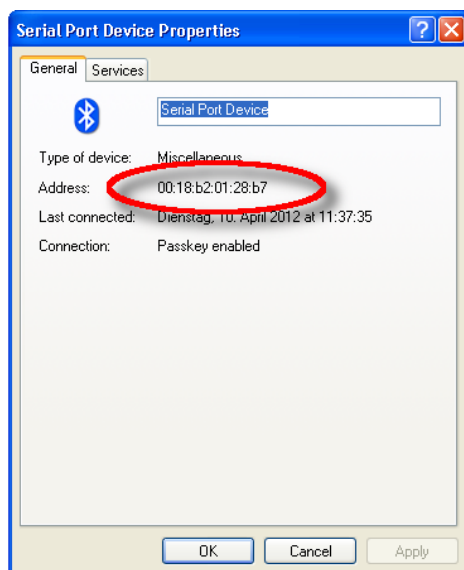 Serial Port Device Properties
General Services
Serial Port Device
Type of device: Miscellaneous
Address: 00:18:b2:01:28:b7
Last connected: Dienstag, 10. April 2012 at 11:37:35
Connection: Passkey enabled
OK Cancel Apply